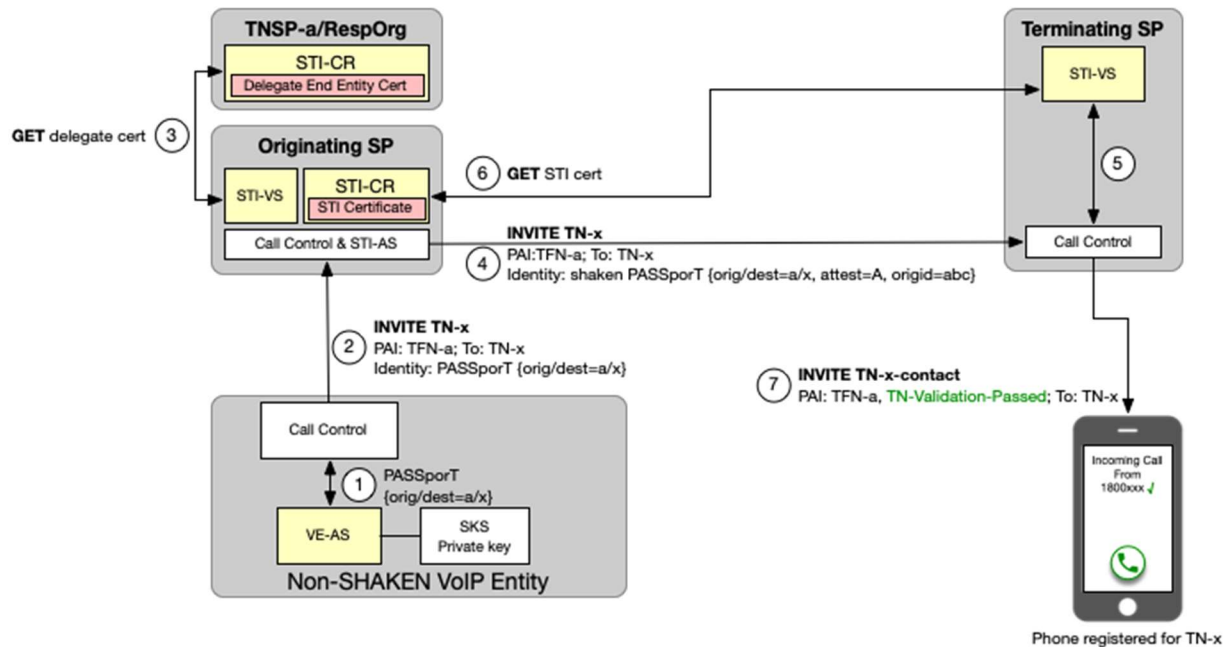 TNSP-a/RespOrg
STI-CR
Delegate End Entity Cert
GET delegate cert
3
Originating SP
STI-VS
STI-CR
STI Certificate
Call Control & STI-AS
6
GET STI cert
Terminating SP
STI-VS
5
Call Control
INVITE TN-x
4
PAI:TFN-a; To: TN-x
Identity: shaken PASSporT {orig/dest=a/x, attest=A, origid=abc}
INVITE TN-x
2
PAI: TFN-a; To: TN-x
Identity: PASSporT {orig/dest=a/x}
7
INVITE TN-x-contact
PAI: TFN-a, TN-Validation-Passed; To: TN-x
Call Control
1
PASSporT
{orig/dest=a/x}
VE-AS
SKS
Private key
Non-SHAKEN VoIP Entity
Incoming Call
From
1800xxx √
Phone registered for TN-x